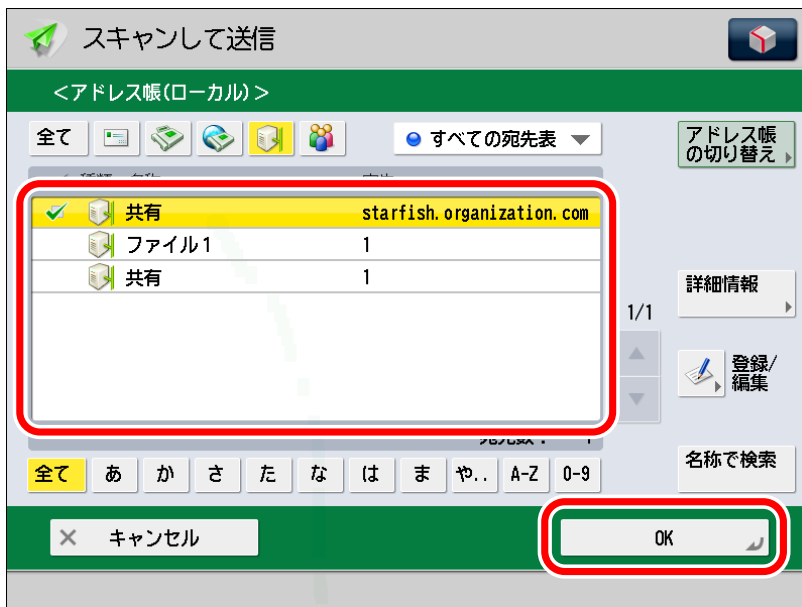 スキャンして送信
<アドレス帳(ローカル)>
全て
すべての宛先表
アドレス帳
の切り替え
共有 starfish.organization.com
ファイル1 1
共有 1
詳細情報
1/1
登録/
編集
名称で検索
全て あ か さ た な は ま や.. A-Z 0-9
キャンセル
OK